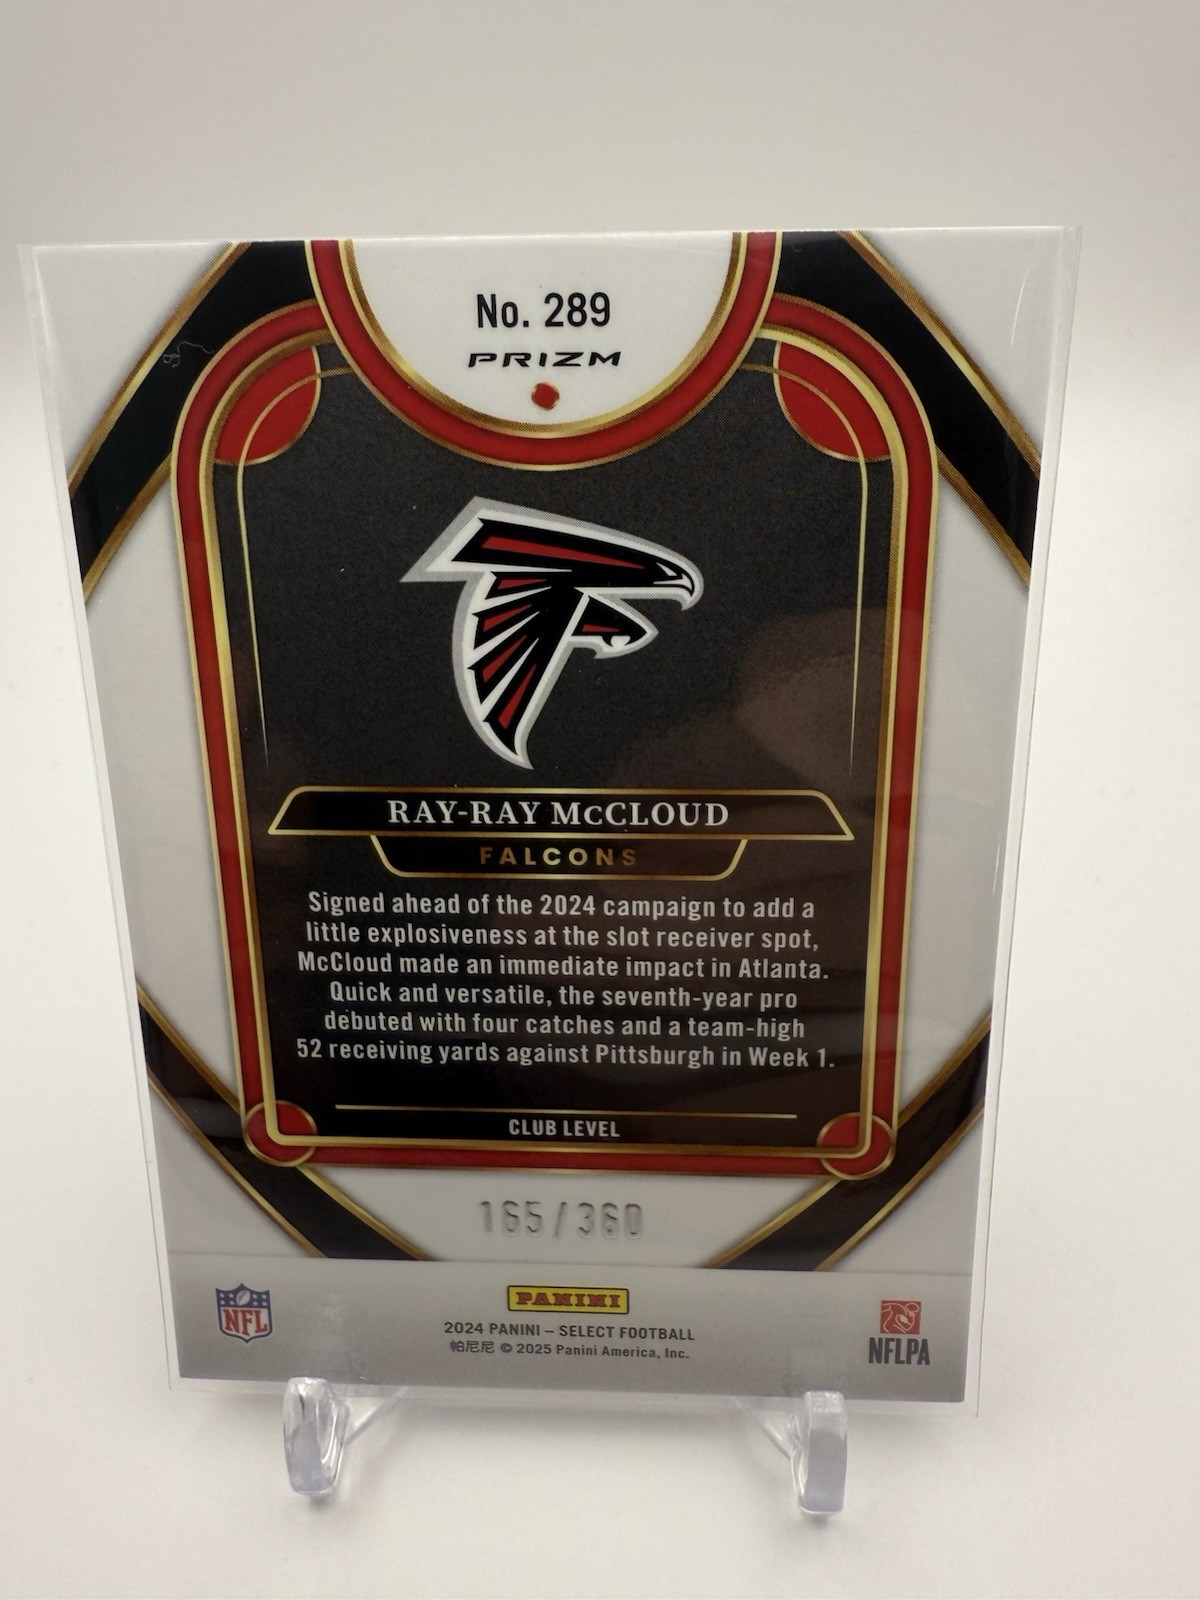 No. 289
PRIZM
RAY-RAY McCLOUD
FALCONS
Signed ahead of the 2024 campaign to add a
little explosiveness at the slot receiver spot,
McCloud made an immediate impact in Atlanta.
Quick and versatile, the seventh-year pro
debuted with four catches and a team-high
52 receiving yards against Pittsburgh in Week 1.
CLUB LEVEL
165/360
NFL
PANINI
2024 PANINI – SELECT FOOTBALL
帕尼尼 © 2025 Panini America, Inc.
NFLPA